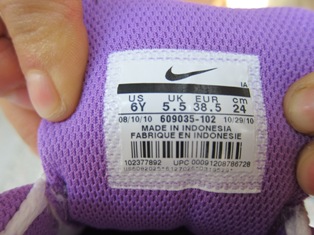 IA
US UK EUR cm
6Y 5.5 38.5 24
08/10/10 609035-102 10/29/10
MADE IN INDONESIA
FABRIQUE EN INDONESIE
102377892 UPC 00091208786728